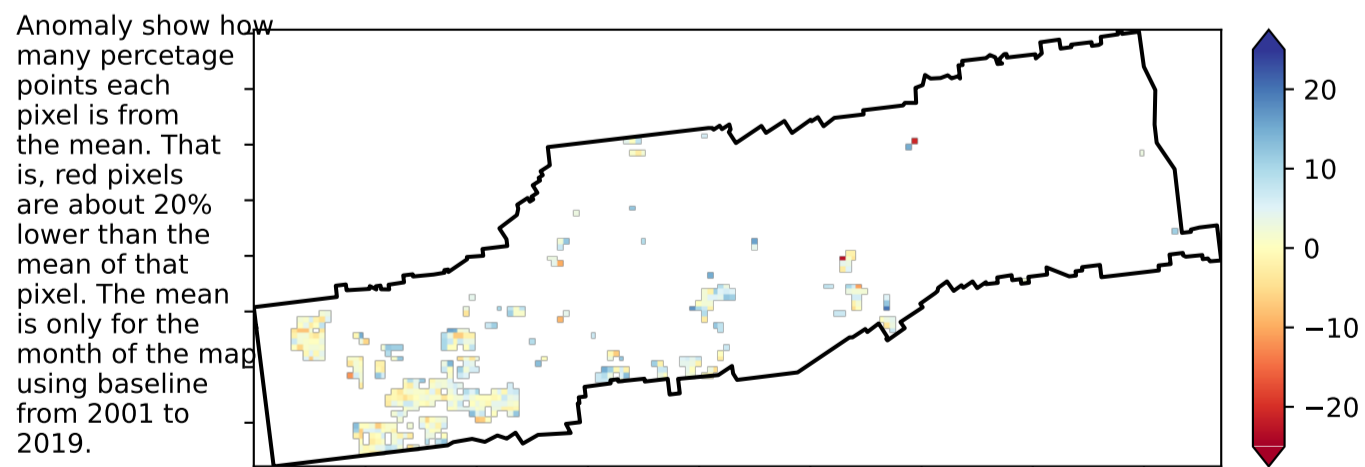 Anomaly show how
many percetage
points each
pixel is from
the mean. That
is, red pixels
are about 20%
lower than the
mean of that
pixel. The mean
is only for the
month of the map
using baseline
from 2001 to
2019.
20
10
0
−10
−20